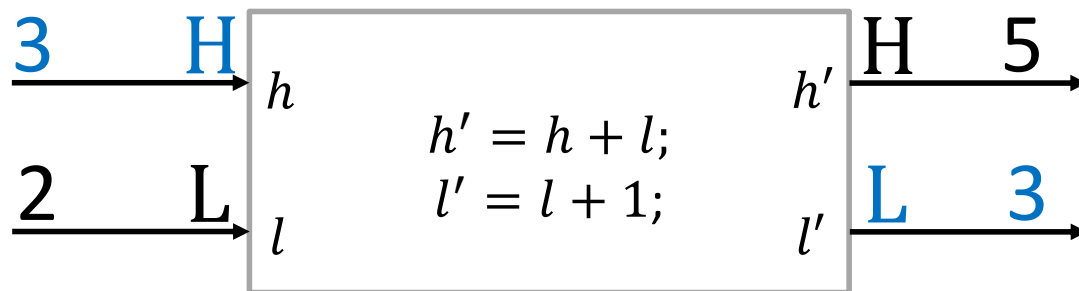 3 H H 5
h h′
h′ = h + l;
l′ = l + 1;
2 L L 3
l l′